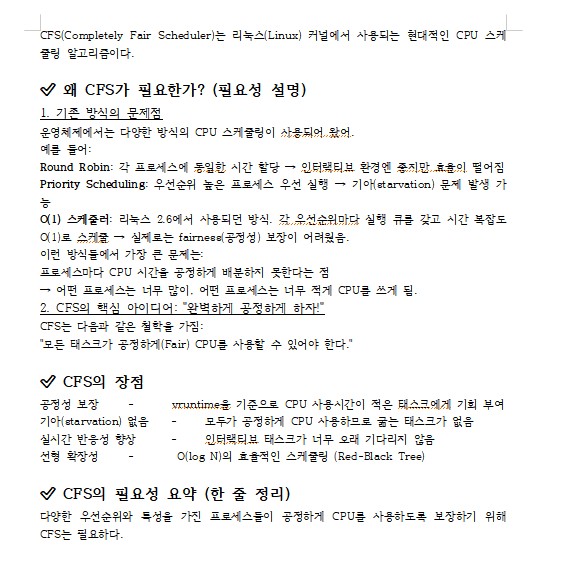 CFS(Completely Fair Scheduler)는 리눅스(Linux) 커널에서 사용되는 현대적인 CPU 스케
쥴링 알고리즘이다.
✔ 왜 CFS가 필요한가? (필요성 설명)
1. 기존 방식의 문제점
운영체제에서는 다양한 방식의 CPU 스케줄링이 사용되어 왔어.
예를 들어:
Round Robin: 각 프로세스에 동일한 시간 할당 → 인터랙티브 환경엔 좋지만 효율이 떨어짐
Priority Scheduling: 우선순위 높은 프로세스 우선 실행 → 기아(starvation) 문제 발생 가
능
O(1) 스케줄러: 리눅스 2.6에서 사용되던 방식. 각 우선순위마다 실행 큐를 갖고 시간 복잡도
O(1)로 스케줄 → 실제로는 fairness(공정성) 보장이 어려웠음.
이런 방식들에서 가장 큰 문제는:
프로세스마다 CPU 시간을 공정하게 배분하지 못한다는 점
→ 어떤 프로세스는 너무 많이, 어떤 프로세스는 너무 적게 CPU를 쓰게 됨.
2. CFS의 핵심 아이디어: "완벽하게 공정하게 하자!"
CFS는 다음과 같은 철학을 가짐:
"모든 태스크가 공정하게(Fair) CPU를 사용할 수 있어야 한다."
✔ CFS의 장점
공정성 보장 - vruntime을 기준으로 CPU 사용시간이 적은 태스크에게 기회 부여
기아(starvation) 없음 - 모두가 공정하게 CPU 사용하므로 굶는 태스크가 없음
실시간 반응성 향상 - 인터랙티브 태스크가 너무 오래 기다리지 않음
선형 확장성 - O(log N)의 효율적인 스케줄링 (Red-Black Tree)
✔ CFS의 필요성 요약 (한 줄 정리)
다양한 우선순위와 특성을 가진 프로세스들이 공정하게 CPU를 사용하도록 보장하기 위해
CFS는 필요하다.